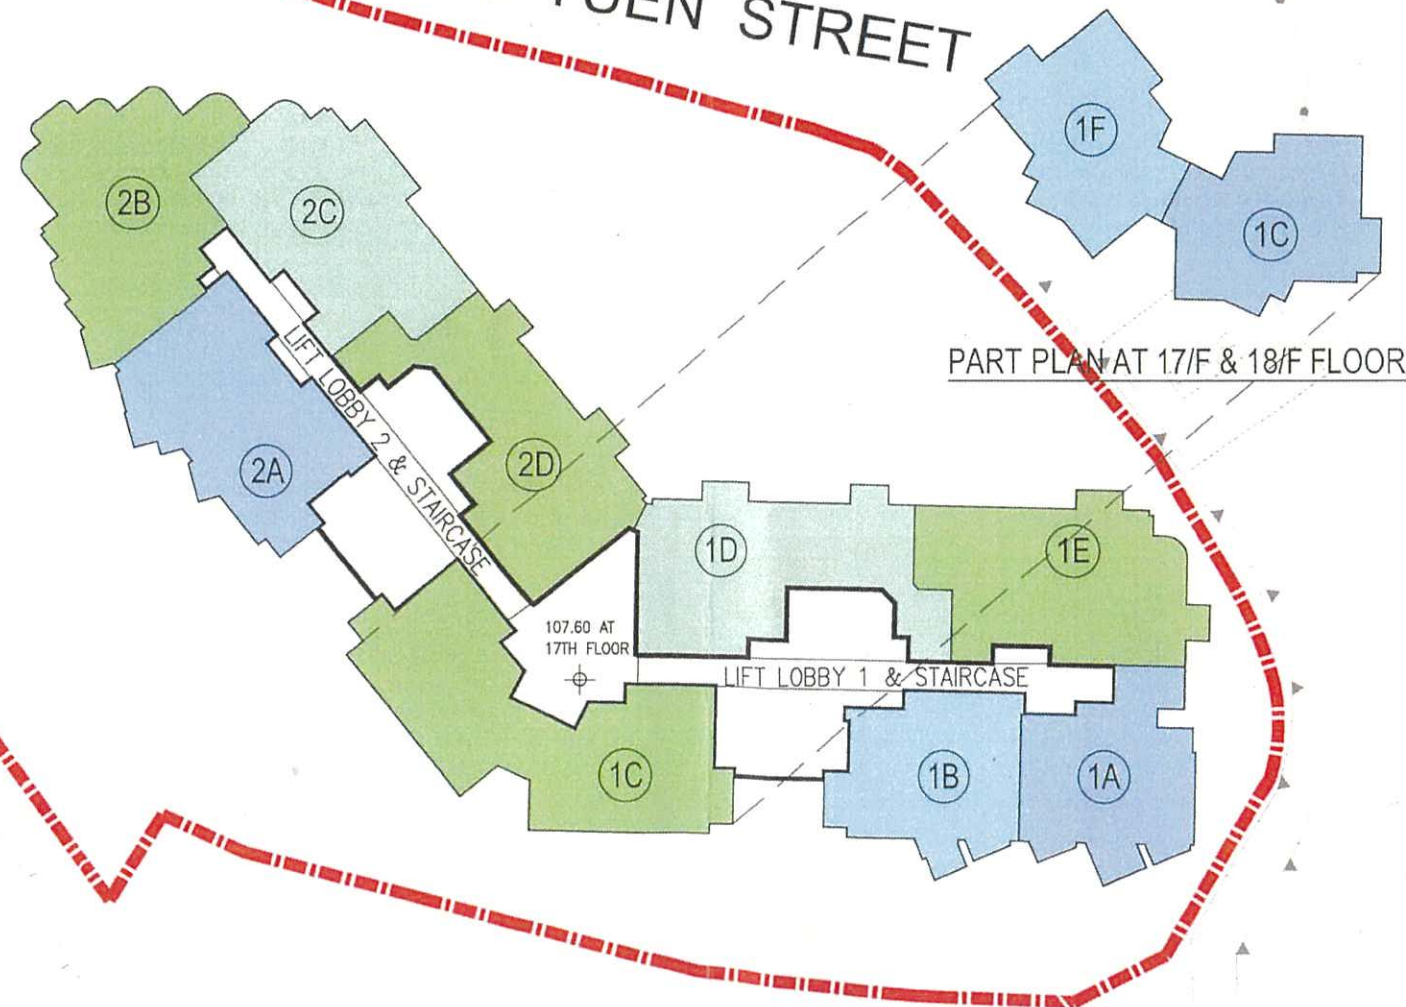 STREET
1F
1C
PART PLAN AT 17/F & 18/F FLOOR
2B
2C
2A
2D
LIFT LOBBY 2 & STAIRCASE
1D
1E
107.60 AT
17TH FLOOR
LIFT LOBBY 1 & STAIRCASE
1C
1B
1A